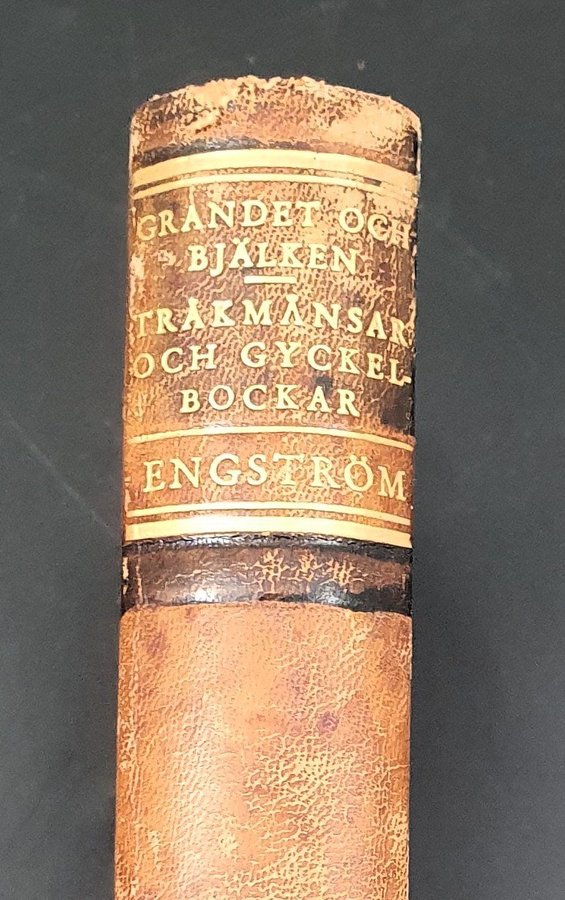 GRANDET OCH
BJÄLKEN
TRÅKMÅNSAR
OCH GYCKEL-
BOCKAR
ENGSTRÖM